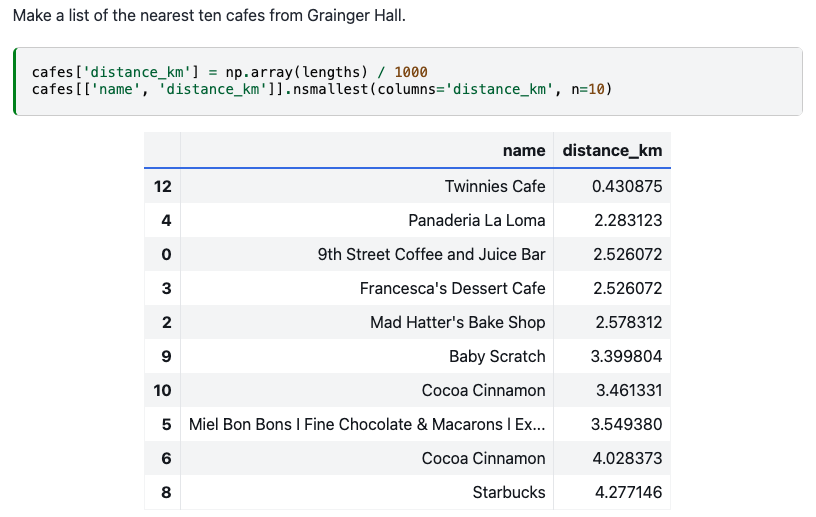 Make a list of the nearest ten cafes from Grainger Hall.
cafes['distance_km'] = np.array(lengths) / 1000
cafes[['name', 'distance_km']].nsmallest(columns='distance_km', n=10)
name distance_km
12 Twinnies Cafe 0.430875
4 Panaderia La Loma 2.283123
0 9th Street Coffee and Juice Bar 2.526072
3 Francesca's Dessert Cafe 2.526072
2 Mad Hatter's Bake Shop 2.578312
9 Baby Scratch 3.399804
10 Cocoa Cinnamon 3.461331
5 Miel Bon Bons I Fine Chocolate & Macarons I Ex... 3.549380
6 Cocoa Cinnamon 4.028373
8 Starbucks 4.277146